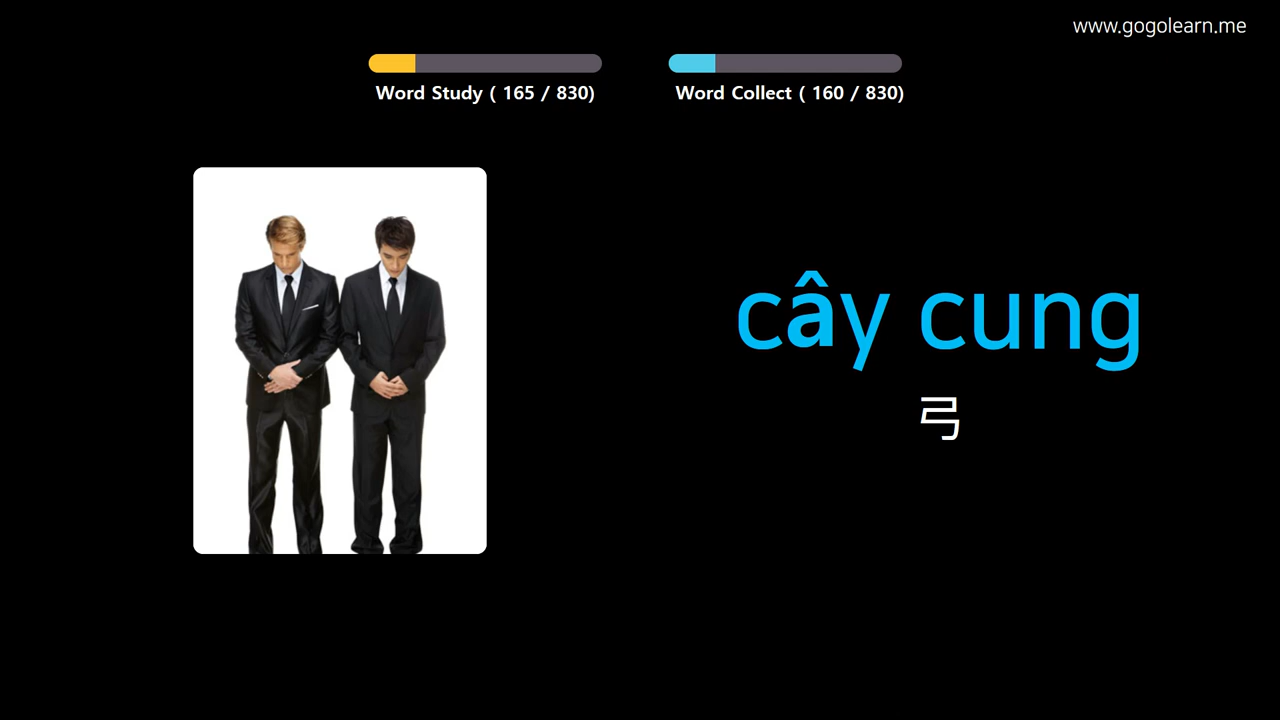 www.gogolearn.me
Word Study ( 165 / 830)
Word Collect ( 160 / 830)
cây cung
弓